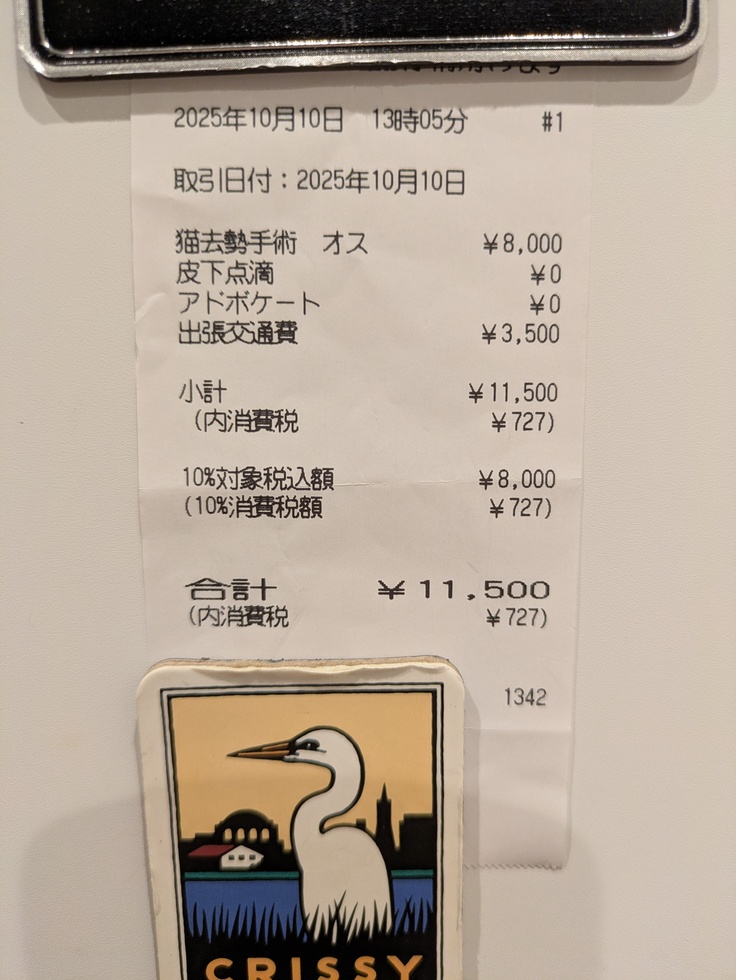 2025年10月10日 13時05分 #1
取引日付：2025年10月10日
猫去勢手術 オス ¥8,000
皮下点滴 ¥0
アドボケート ¥0
出張交通費 ¥3,500
小計 ¥11,500
(内消費税 ¥727)
10%対象税込額 ¥8,000
(10%消費税額 ¥727)
合計 ¥11,500
(内消費税 ¥727)
1342
CRISSY